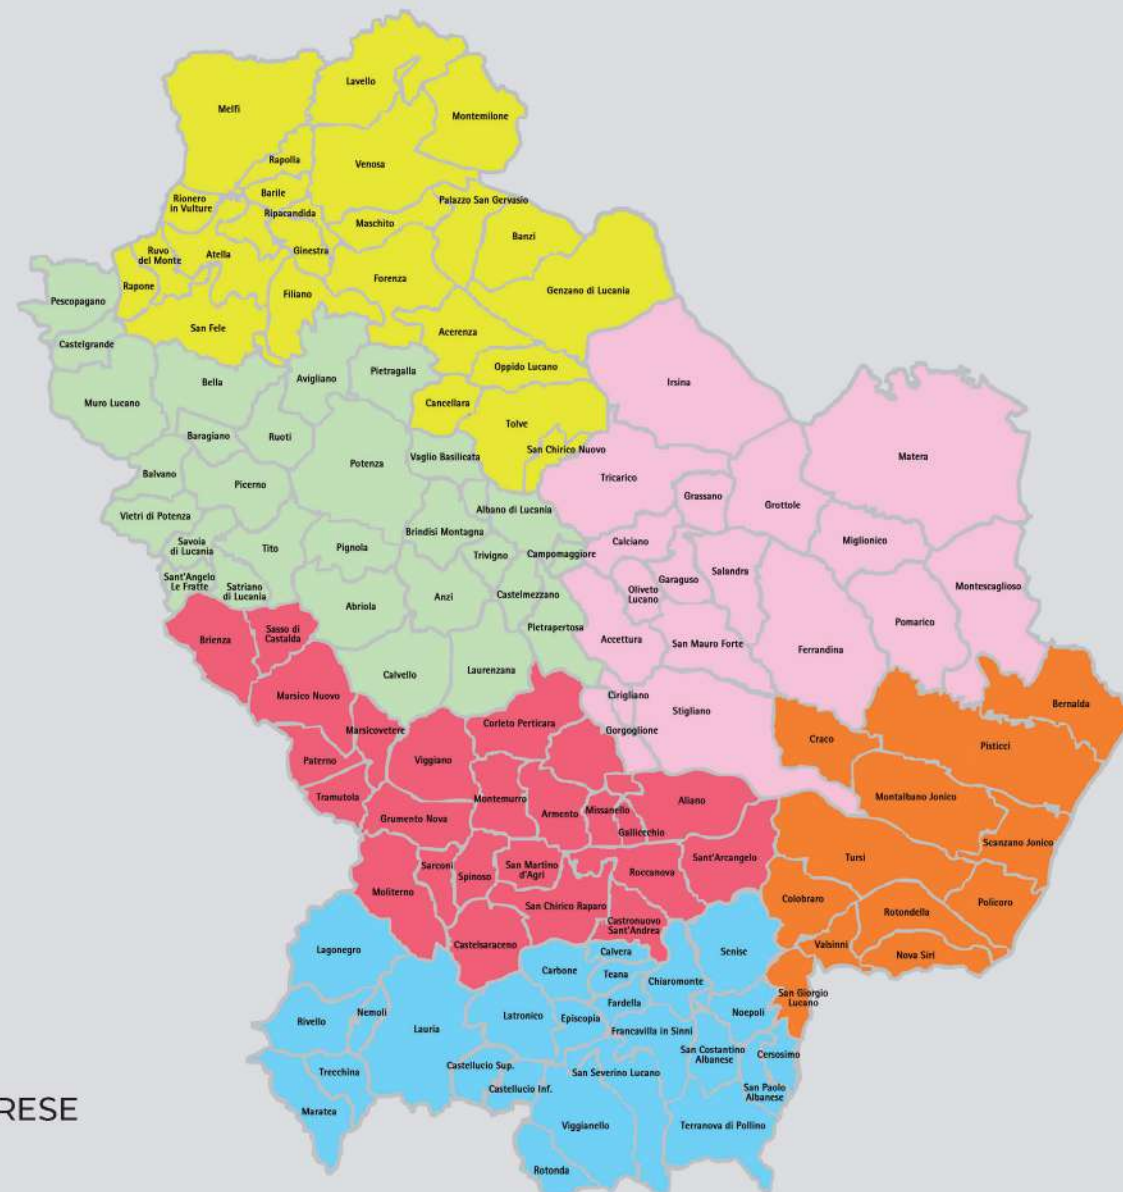 Lavello
Melfi
Montemilone
Rapolla
Venosa
Barile
Rionero
in Vulture
Palazzo San Gervasio
Ripacandida
Maschito
Banzi
Ruvo
del Monte
Atella
Ginestra
Forenza
Rapone
Filiano
Genzano di Lucania
Pescopagano
San Fele
Acerenza
Castelgrande
Oppido Lucano
Pietragalla
Avigliano
Bella
Irsina
Muro Lucano
Cancellara
Tolve
Baragiano
Ruoti
San Chirico Nuovo
Vaglio Basilicata
Matera
Potenza
Balvano
Tricarico
Picerno
Grassano
Grottole
Albano di Lucania
Vietri di Potenza
Brindisi Montagna
Miglionico
Calciano
Savoia
di Lucania
Tito
Pignola
Trivigno
Campomaggiore
Salandra
Garaguso
Sant'Angelo
Le Fratte
Satriano
di Lucania
Oliveto
Lucano
Montescaglioso
Castelmezzano
Anzi
Abriola
Pomarico
Pietrapertosa
Brienza
Sasso di
Castalda
Accettura
San Mauro Forte
Ferrandina
Laurenzana
Calvello
Marsico Nuovo
Cirigliano
Bernalda
Stigliano
Corleto Perticara
Marsicovetere
Gorgoglione
Craco
Pisticci
Paterno
Viggiano
Tramutola
Montemurro
Aliano
Montalbano Jonico
Armento
Missanello
Grumento Nova
Gallicchio
Scanzano Jonico
Sant'Arcangelo
Tursi
Sarconi
San Martino
d'Agri
Spinoso
Roccanova
Moliterno
Colobraro
Policoro
San Chirico Raparo
Rotondella
Castronuovo
Sant'Andrea
Castelsaraceno
Valsinni
Lagonegro
Calvera
Senise
Nova Siri
Carbone
Teana
Chiaromonte
San Giorgio
Lucano
Fardella
Nemoli
Latronico
Noepoli
Rivello
Episcopia
Lauria
Francavilla in Sinni
San Costantino
Albanese
Cersosimo
Castellucio Sup.
Trecchina
San Severino Lucano
Castellucio Inf.
San Paolo
Albanese
RESE
Maratea
Viggianello
Terranova di Pollino
Rotonda